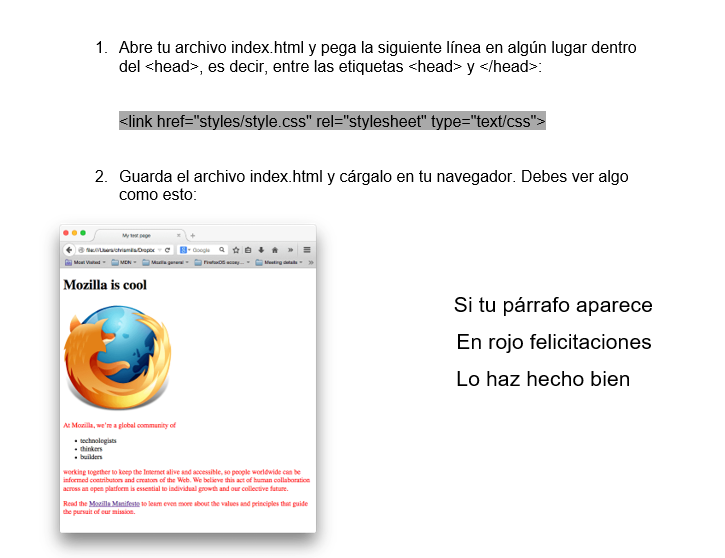 1. Abre tu archivo index.html y pega la siguiente línea en algún lugar dentro
del <head>, es decir, entre las etiquetas <head> y </head>:
<link href="styles/style.css" rel="stylesheet" type="text/css">
2. Guarda el archivo index.html y cárgalo en tu navegador. Debes ver algo
como esto:
My test page
file:///Users/chrismills/Dropbx
Google
Most Visited
MDN
Mozilla general
FirefoxOS ecosy...
Meeting details
Mozilla is cool
At Mozilla, we're a global community of
• technologists
• thinkers
• builders
working together to keep the Internet alive and accessible, so people worldwide can be
informed contributors and creators of the Web. We believe this act of human collaboration
across an open platform is essential to individual growth and our collective future.
Read the Mozilla Manifesto to learn even more about the values and principles that guide
the pursuit of our mission.
Si tu párrafo aparece
En rojo felicitaciones
Lo haz hecho bien